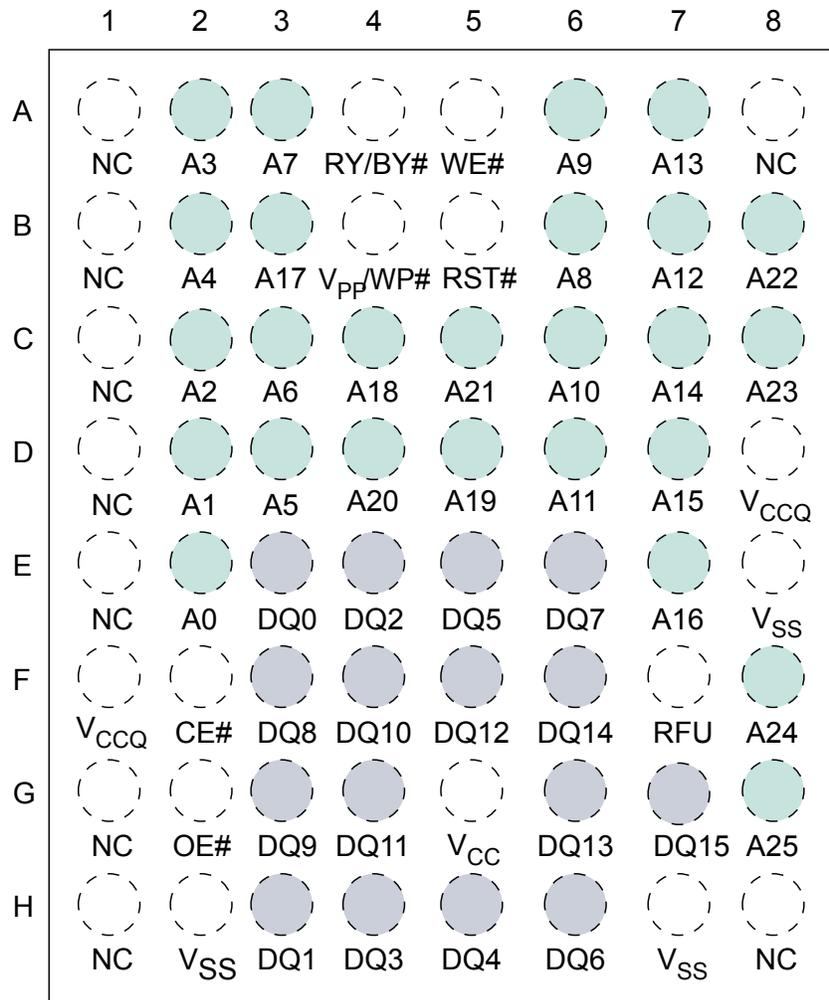 1 2 3 4 5 6 7 8
A
NC A3 A7 RY/BY# WE# A9 A13 NC
B
NC A4 A17 VPP/WP# RST# A8 A12 A22
C
NC A2 A6 A18 A21 A10 A14 A23
D
NC A1 A5 A20 A19 A11 A15 VCCQ
E
NC A0 DQ0 DQ2 DQ5 DQ7 A16 VSS
F
VCCQ CE# DQ8 DQ10 DQ12 DQ14 RFU A24
G
NC OE# DQ9 DQ11 VCC DQ13 DQ15 A25
H
NC VSS DQ1 DQ3 DQ4 DQ6 VSS NC